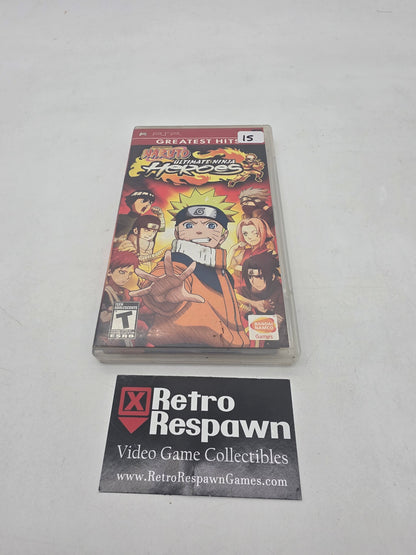 PSP
GREATEST HITS
15
NARUTO
ULTIMATE NINJA
HEROES
TEEN
T
ESRB
BANDAI
NAMCO
Games
Retro
Respawn
Video Game Collectibles
www.RetroRespawnGames.com